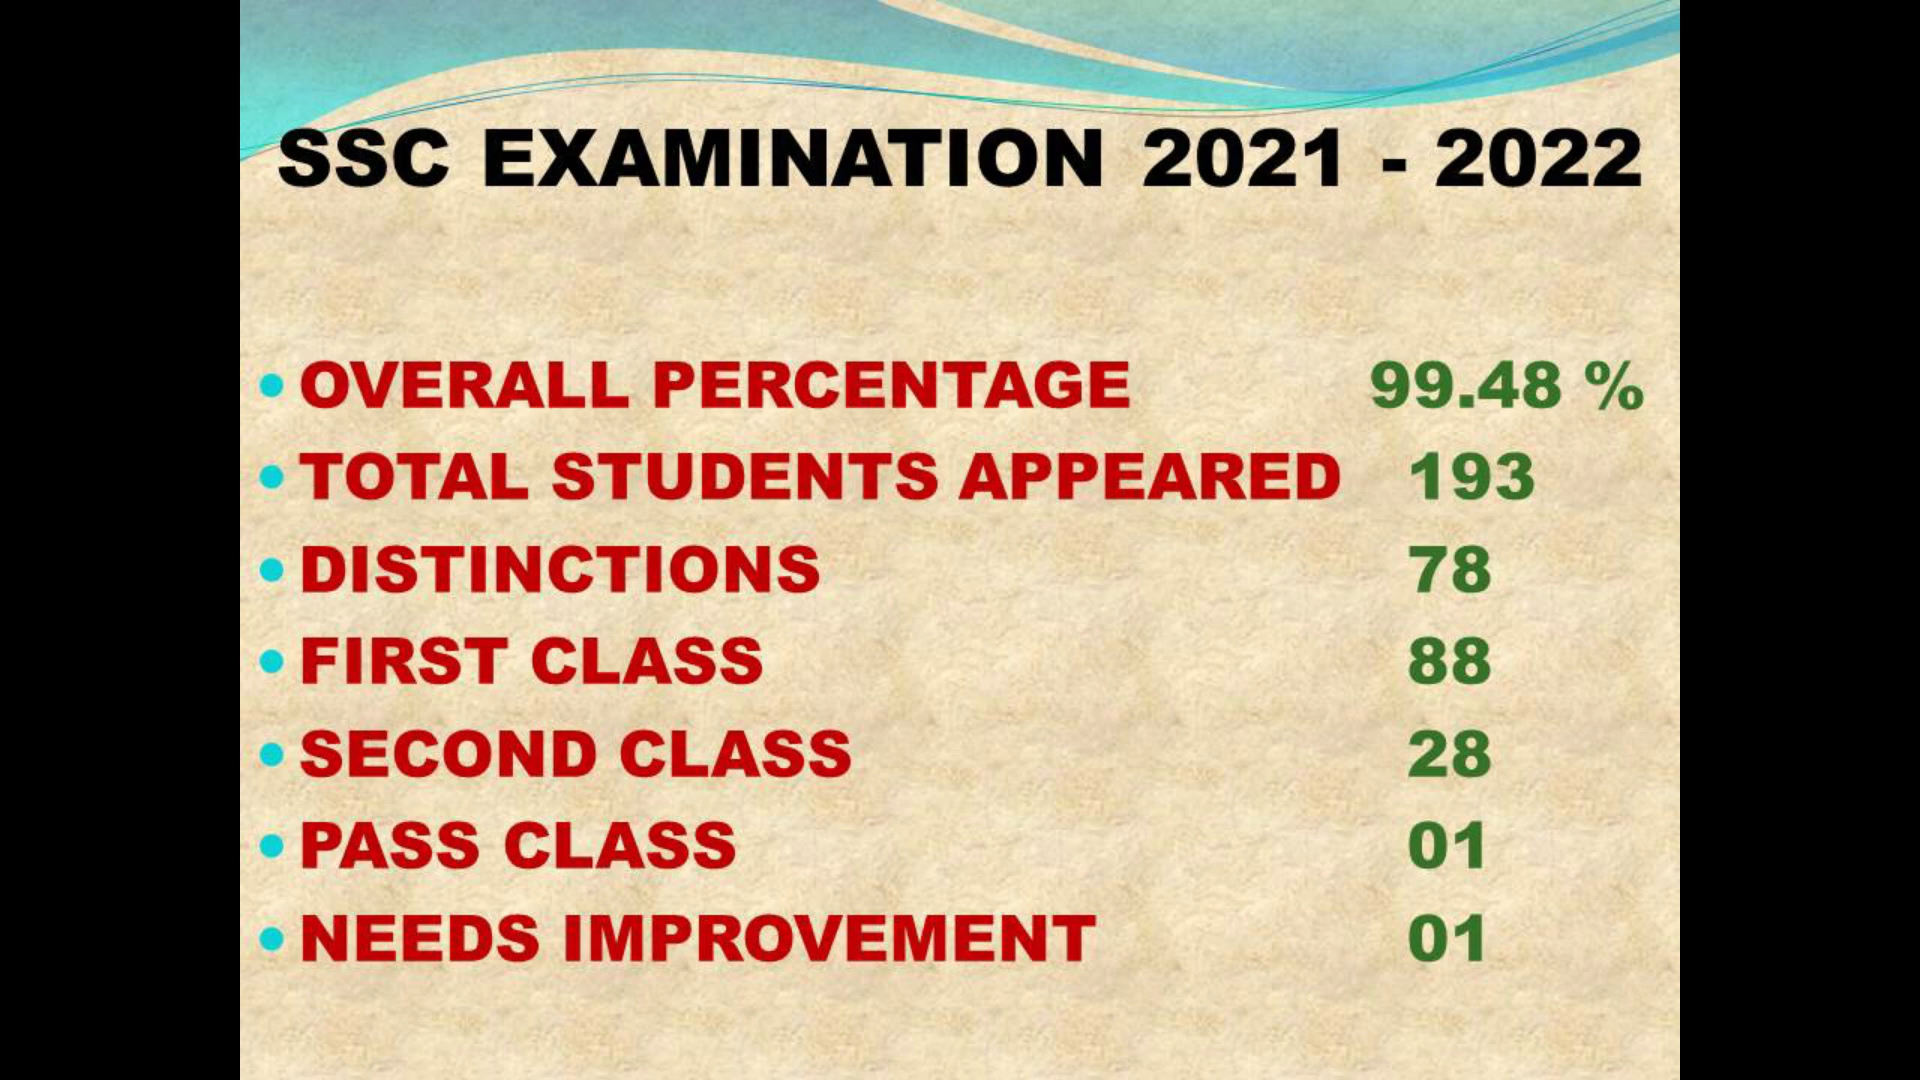 SSC EXAMINATION 2021 - 2022
• OVERALL PERCENTAGE 99.48 %
• TOTAL STUDENTS APPEARED 193
• DISTINCTIONS 78
• FIRST CLASS 88
• SECOND CLASS 28
• PASS CLASS 01
• NEEDS IMPROVEMENT 01